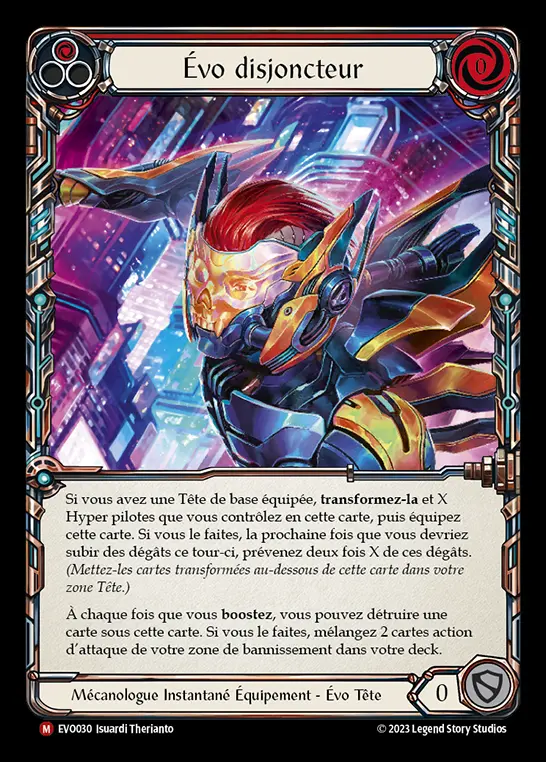 Évo disjoncteur
0
Si vous avez une Tête de base équipée, transformez-la et X
Hyper pilotes que vous contrôlez en cette carte, puis équipez
cette carte. Si vous le faites, la prochaine fois que vous devriez
subir des dégâts ce tour-ci, prévenez deux fois X de ces dégâts.
(Mettez-les cartes transformées au-dessous de cette carte dans votre
zone Tête.)
À chaque fois que vous boostez, vous pouvez détruire une
carte sous cette carte. Si vous le faites, mélangez 2 cartes action
d'attaque de votre zone de bannissement dans votre deck.
Mécanologue Instantané Équipement - Évo Tête
0
M EVO030 Isuardi Therianto
© 2023 Legend Story Studios